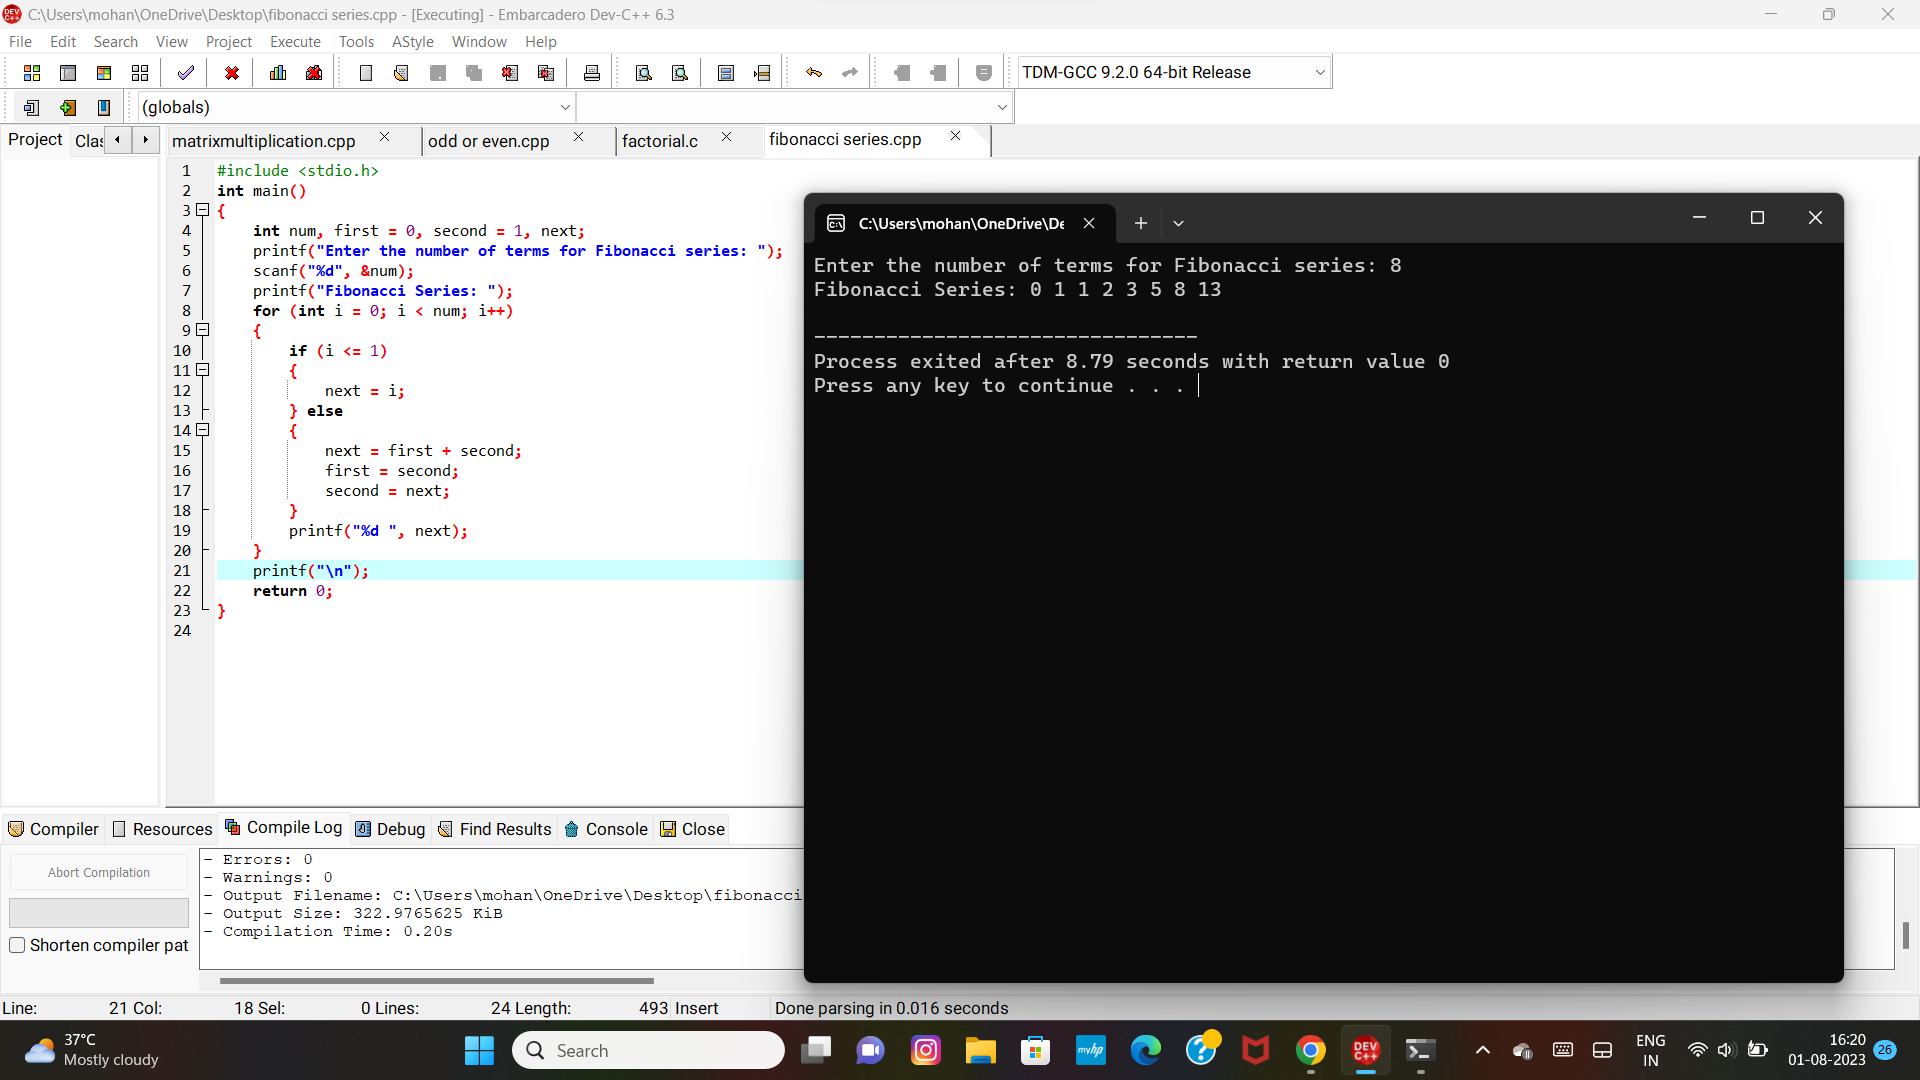 C:\Users\mohan\OneDrive\Desktop\fibonacci series.cpp - [Executing] - Embarcadero Dev-C++ 6.3
File Edit Search View Project Execute Tools AStyle Window Help
TDM-GCC 9.2.0 64-bit Release
(globals)
Project Clas matrixmultiplication.cpp odd or even.cpp factorial.c fibonacci series.cpp
1 #include <stdio.h>
2 int main()
3 {
4 int num, first = 0, second = 1, next;
5 printf("Enter the number of terms for Fibonacci series: ");
6 scanf("%d", &num);
7 printf("Fibonacci Series: ");
8 for (int i = 0; i < num; i++)
9 {
10 if (i <= 1)
11 {
12 next = i;
13 } else
14 {
15 next = first + second;
16 first = second;
17 second = next;
18 }
19 printf("%d ", next);
20 }
21 printf("\n");
22 return 0;
23 }
24
C:\Users\mohan\OneDrive\De
Enter the number of terms for Fibonacci series: 8
Fibonacci Series: 0 1 1 2 3 5 8 13
--------------------------------
Process exited after 8.79 seconds with return value 0
Press any key to continue . . .
Compiler Resources Compile Log Debug Find Results Console Close
Abort Compilation
Shorten compiler pat
- Errors: 0
- Warnings: 0
- Output Filename: C:\Users\mohan\OneDrive\Desktop\fibonacci
- Output Size: 322.9765625 KiB
- Compilation Time: 0.20s
Line: 21 Col: 18 Sel: 0 Lines: 24 Length: 493 Insert Done parsing in 0.016 seconds
37°C
Mostly cloudy
Search
myhp
DEV
C++
ENG
IN
16:20
01-08-2023
26